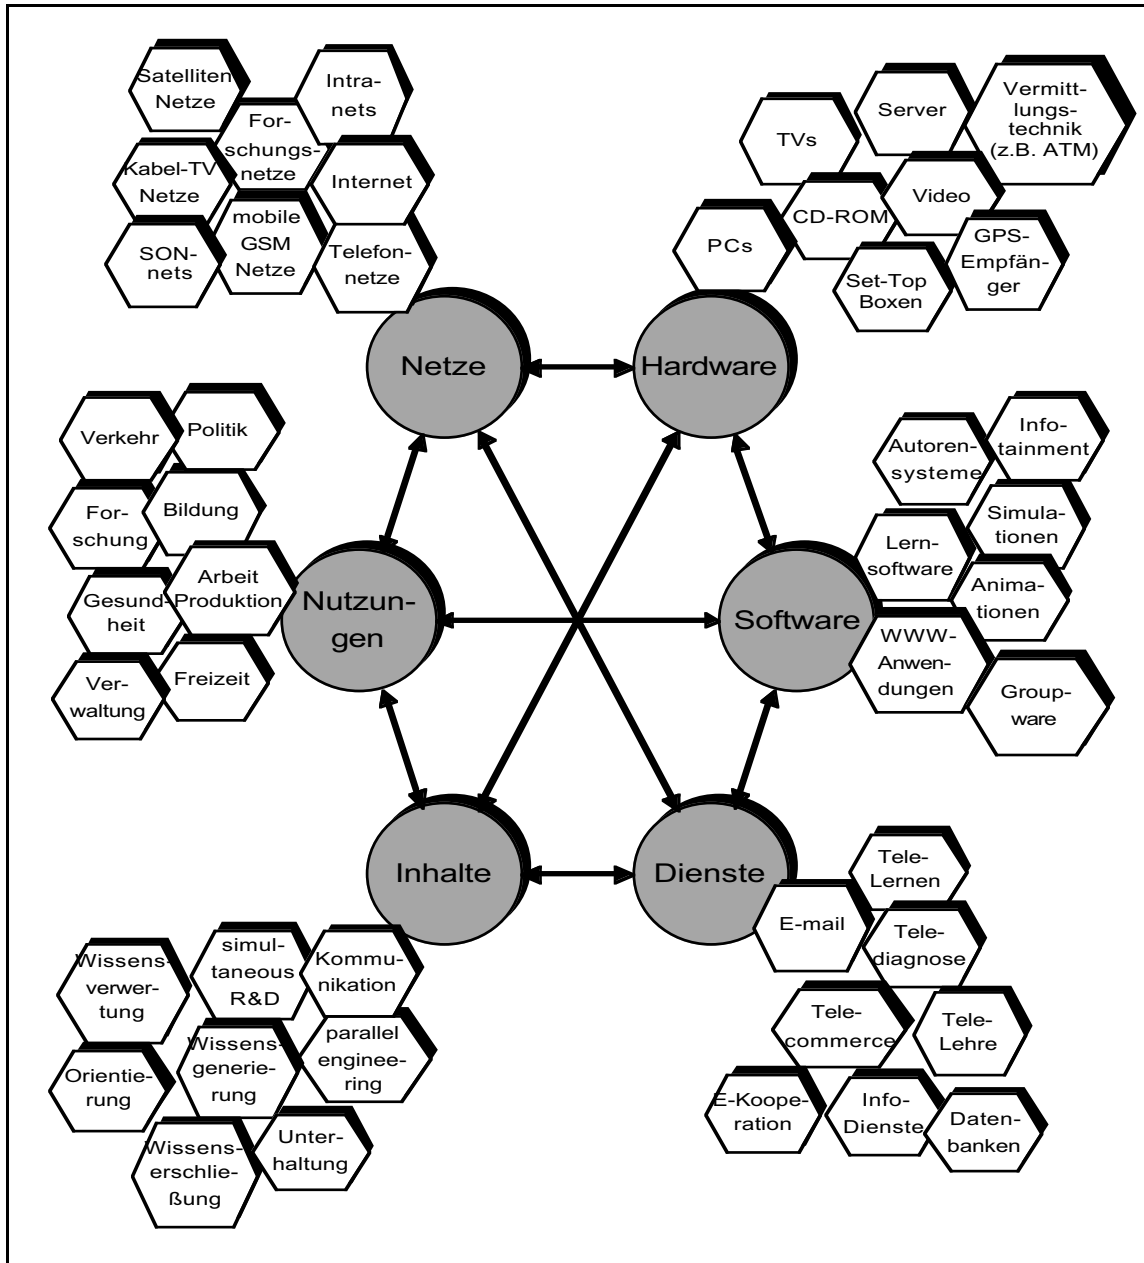 Satelliten
Netze
Intra-
nets
For-
schungs-
netze
Kabel-TV
Netze
Internet
mobile
GSM
Netze
SON-
nets
Telefon-
netze
Netze
Server
Vermitt-
lungs-
technik
(z.B. ATM)
TVs
Video
CD-ROM
PCs
GPS-
Empfän-
ger
Set-Top
Boxen
Hardware
Verkehr
Politik
For-
schung
Bildung
Arbeit
Produktion
Gesund-
heit
Ver-
waltung
Freizeit
Nutzun-
gen
Autoren-
systeme
Info-
tainment
Simula-
tionen
Lern-
software
Anima-
tionen
WWW-
Anwen-
dungen
Group-
ware
Software
Inhalte
Wissens-
verwer-
tung
simul-
taneous
R&D
Kommu-
nikation
Orientie-
rung
Wissens-
generie-
rung
parallel
enginee-
ring
Wissens-
erschlie-
ßung
Unter-
haltung
Dienste
Tele-
Lernen
E-mail
Tele-
diagnose
Tele-
commerce
Tele-
Lehre
E-Koope-
ration
Info-
Dienste
Daten-
banken